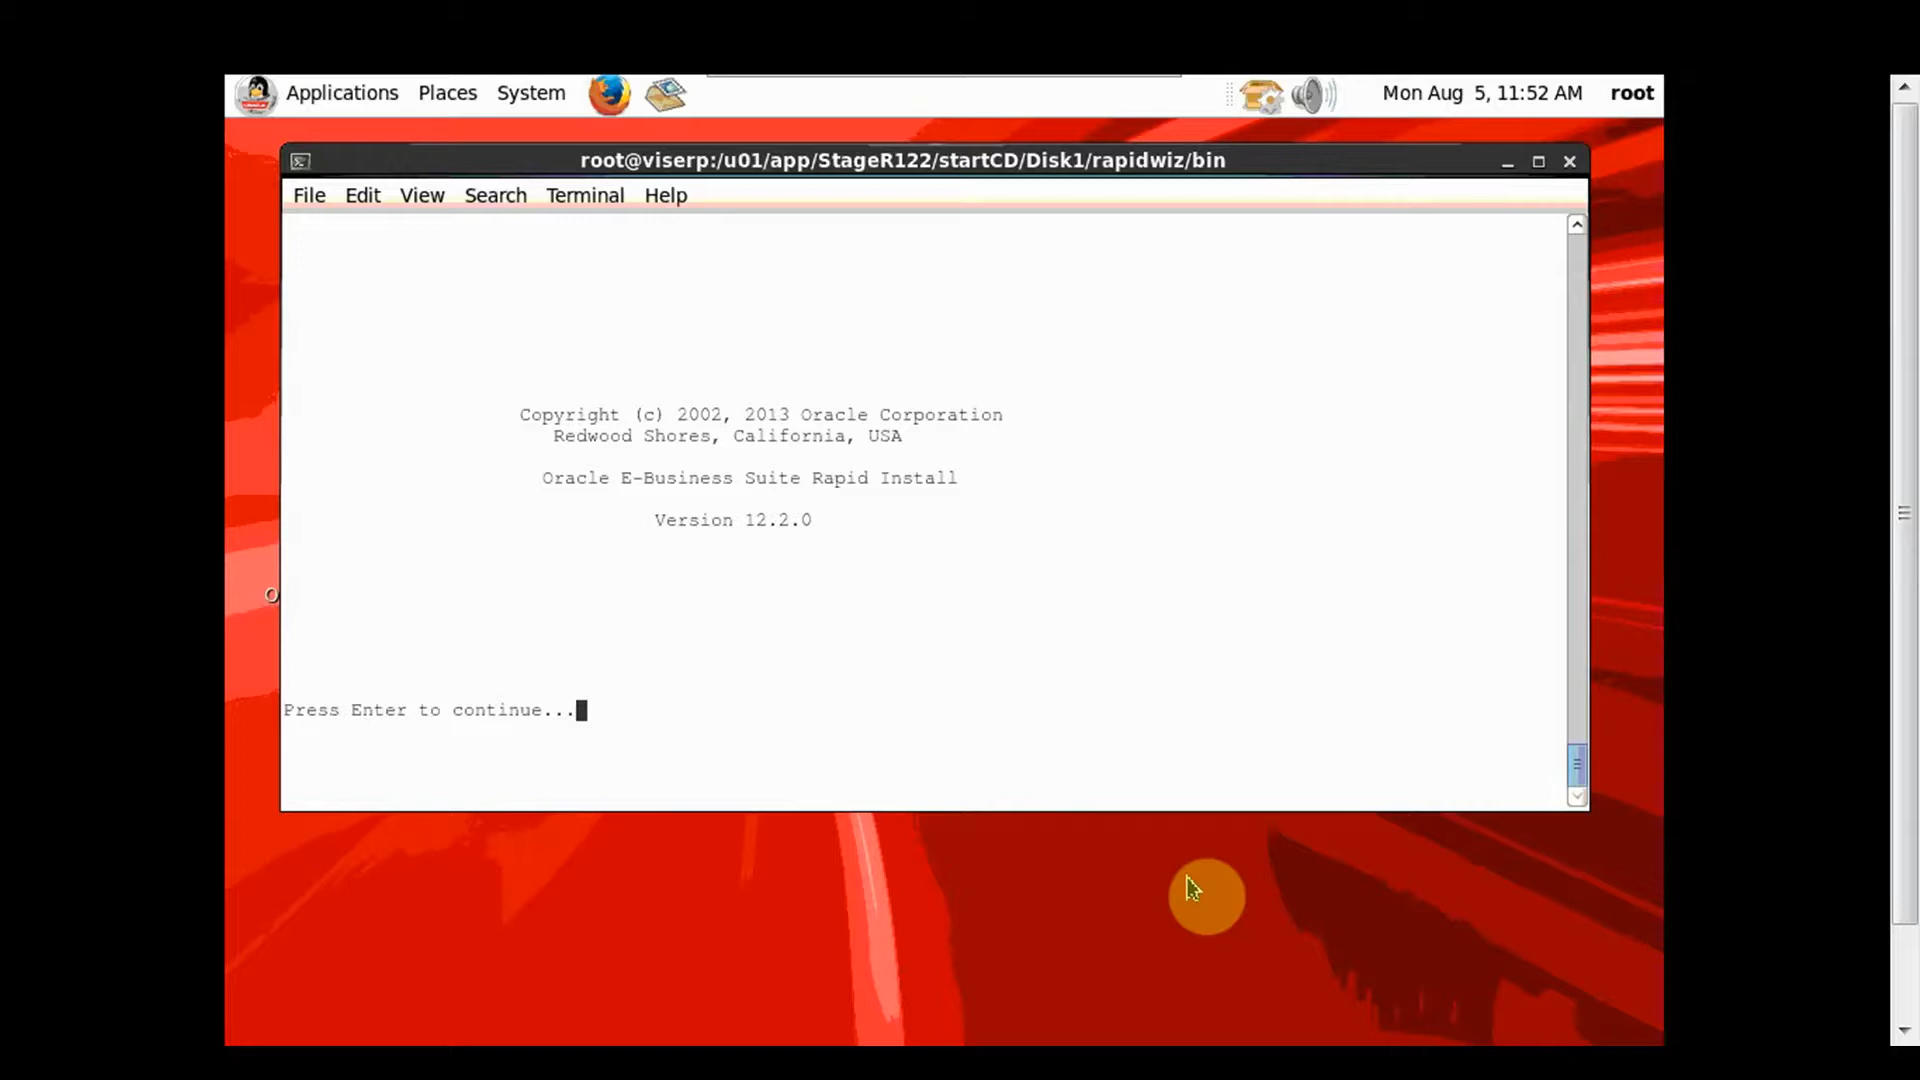 Applications Places System Mon Aug 5, 11:52 AM root
root@viserp:/u01/app/StageR122/startCD/Disk1/rapidwiz/bin
File Edit View Search Terminal Help
Copyright (c) 2002, 2013 Oracle Corporation
Redwood Shores, California, USA
Oracle E-Business Suite Rapid Install
Version 12.2.0
O
Press Enter to continue...